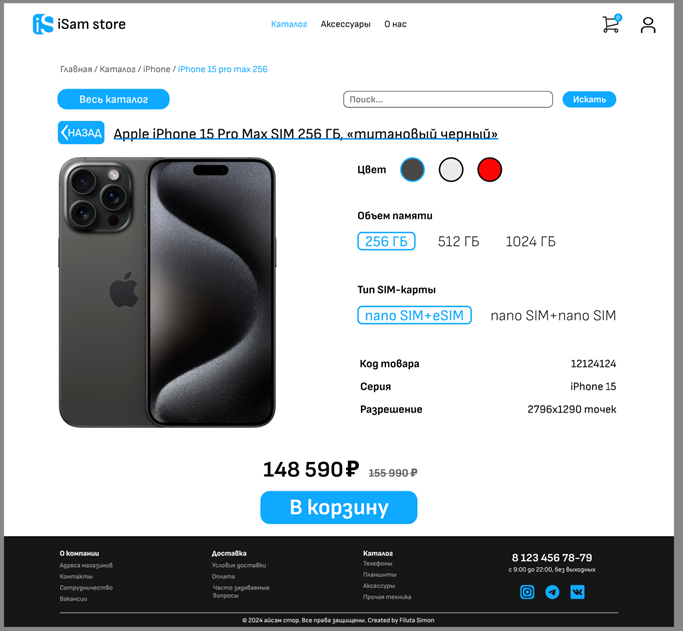 iS iSam store Каталог Аксессуары О нас 0
Главная / Каталог / iPhone / iPhone 15 pro max 256
Весь каталог Поиск... Искать
НАЗАД Apple iPhone 15 Pro Max SIM 256 ГБ, «титановый черный»
Цвет
Объем памяти
256 ГБ 512 ГБ 1024 ГБ
Тип SIM-карты
nano SIM+eSIM nano SIM+nano SIM
Код товара 12124124
Серия iPhone 15
Разрешение 2796x1290 точек
148 590₽ 155 990 ₽
В корзину
О компании
Адреса магазинов
Контакты
Сотрудничество
Вакансии
Доставка
Условия доставки
Оплата
Часто задаваемые
Вопросы
Каталог
Телефоны
Планшеты
Аксессуры
Прочая техника
8 123 456 78-79
с 9:00 до 22:00, без выходных
© 2024 айсам стор. Все права защищены. Created by Filuta Simon